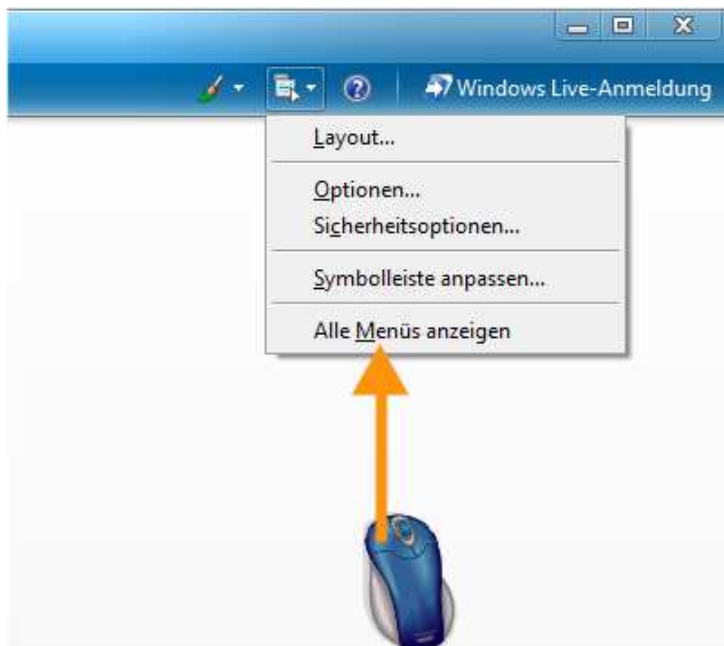 Windows Live-Anmeldung
Layout...
Optionen...
Sicherheitsoptionen...
Symbolleiste anpassen...
Alle Menüs anzeigen